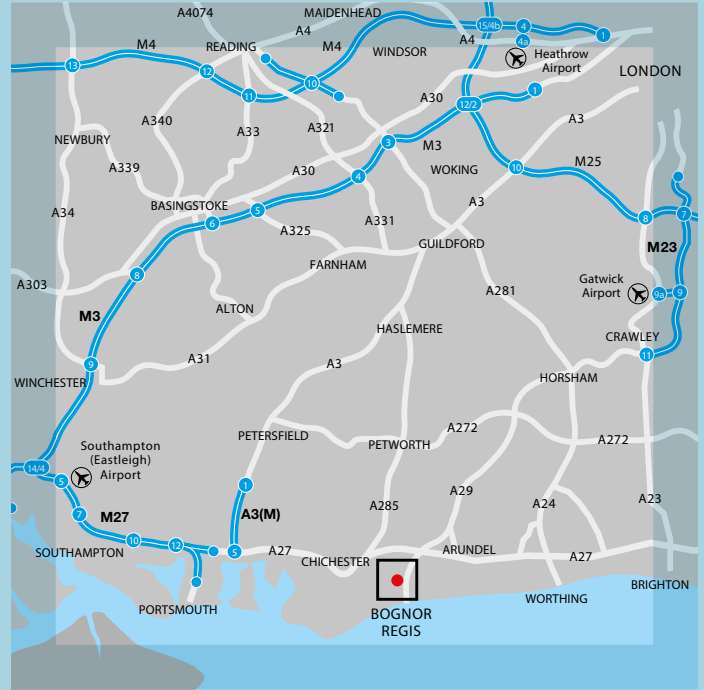 A4074
MAIDENHEAD
A4
READING
M4
M4
WINDSOR
A4
15/4b
4
4a
1
Heathrow
Airport
LONDON
13
12
11
10
A30
12/2
1
A3
NEWBURY
A340
A33
A321
3
M3
WOKING
10
M25
A339
A30
4
A3
A34
BASINGSTOKE
6
5
A325
A331
GUILDFORD
8
7
M23
FARNHAM
A303
8
ALTON
A281
Gatwick
Airport
9a
9
M3
HASLEMERE
CRAWLEY
11
9
A31
A3
HORSHAM
WINCHESTER
PETERSFIELD
PETWORTH
A272
A272
Southampton
(Eastleigh)
Airport
14/4
5
1
A285
A29
A24
A23
7
M27
A3(M)
10
12
5
SOUTHAMPTON
A27
CHICHESTER
ARUNDEL
A27
PORTSMOUTH
BOGNOR
REGIS
WORTHING
BRIGHTON